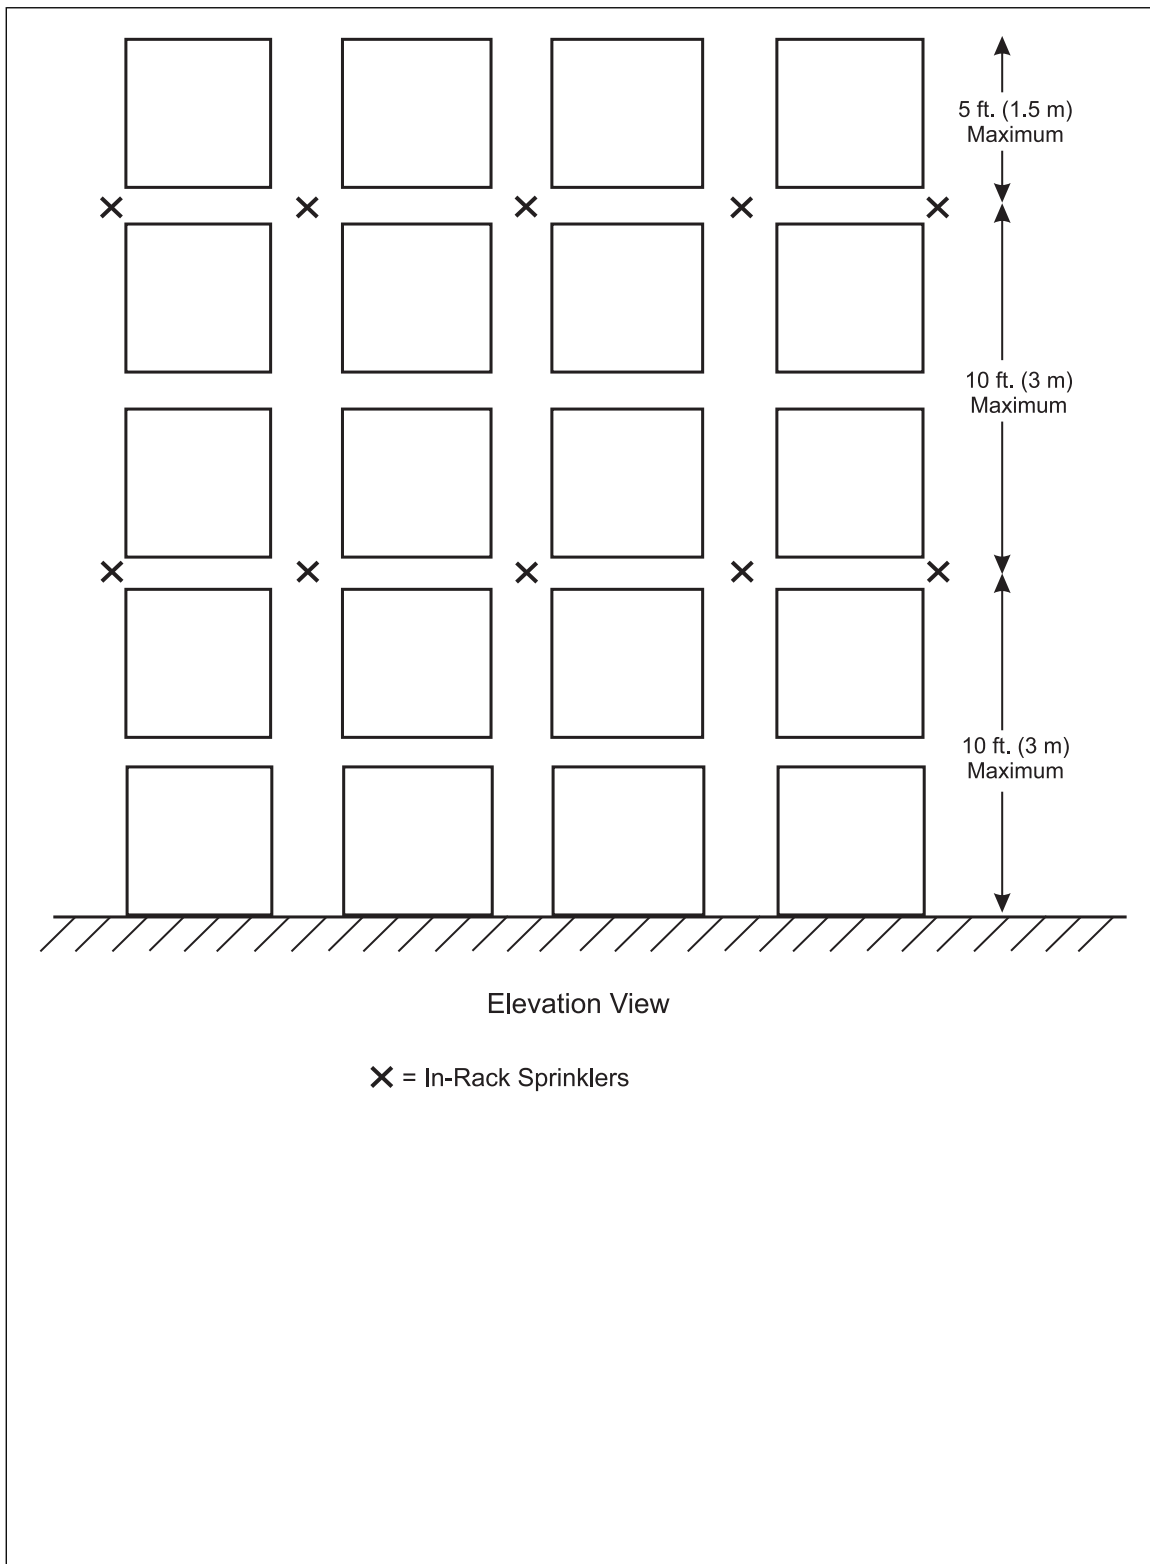 5 ft. (1.5 m)
Maximum
10 ft. (3 m)
Maximum
10 ft. (3 m)
Maximum
Elevation View
= In-Rack Sprinklers